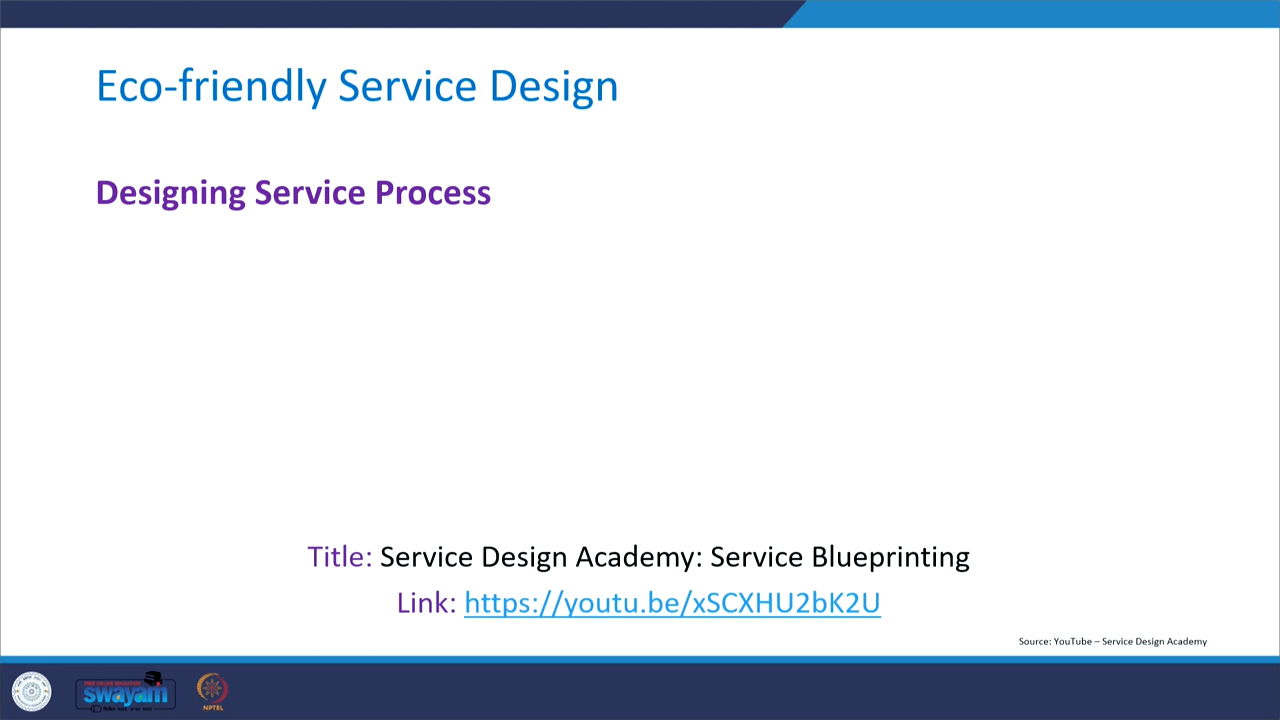 Eco-friendly Service Design
Designing Service Process
Title: Service Design Academy: Service Blueprinting
Link: https://youtu.be/xSCXHU2bK2U
Source: YouTube – Service Design Academy
swayam
NPTEL